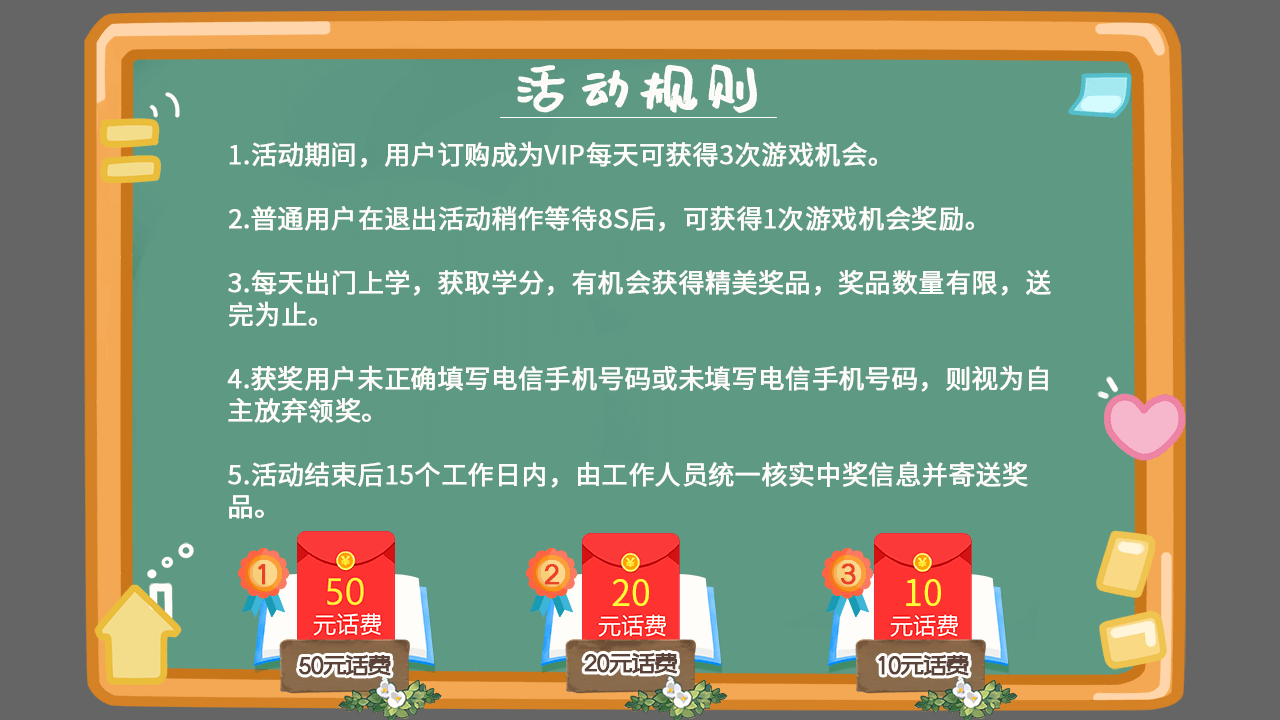 活动规则
1.活动期间，用户订购成为VIP每天可获得3次游戏机会。
2.普通用户在退出活动稍作等待8S后，可获得1次游戏机会奖励。
3.每天出门上学，获取学分，有机会获得精美奖品，奖品数量有限，送
完为止。
4.获奖用户未正确填写电信手机号码或未填写电信手机号码，则视为自
主放弃领奖。
5.活动结束后15个工作日内，由工作人员统一核实中奖信息并寄送奖
品。
1
50
元话费
50元话费
2
20
元话费
20元话费
3
10
元话费
10元话费